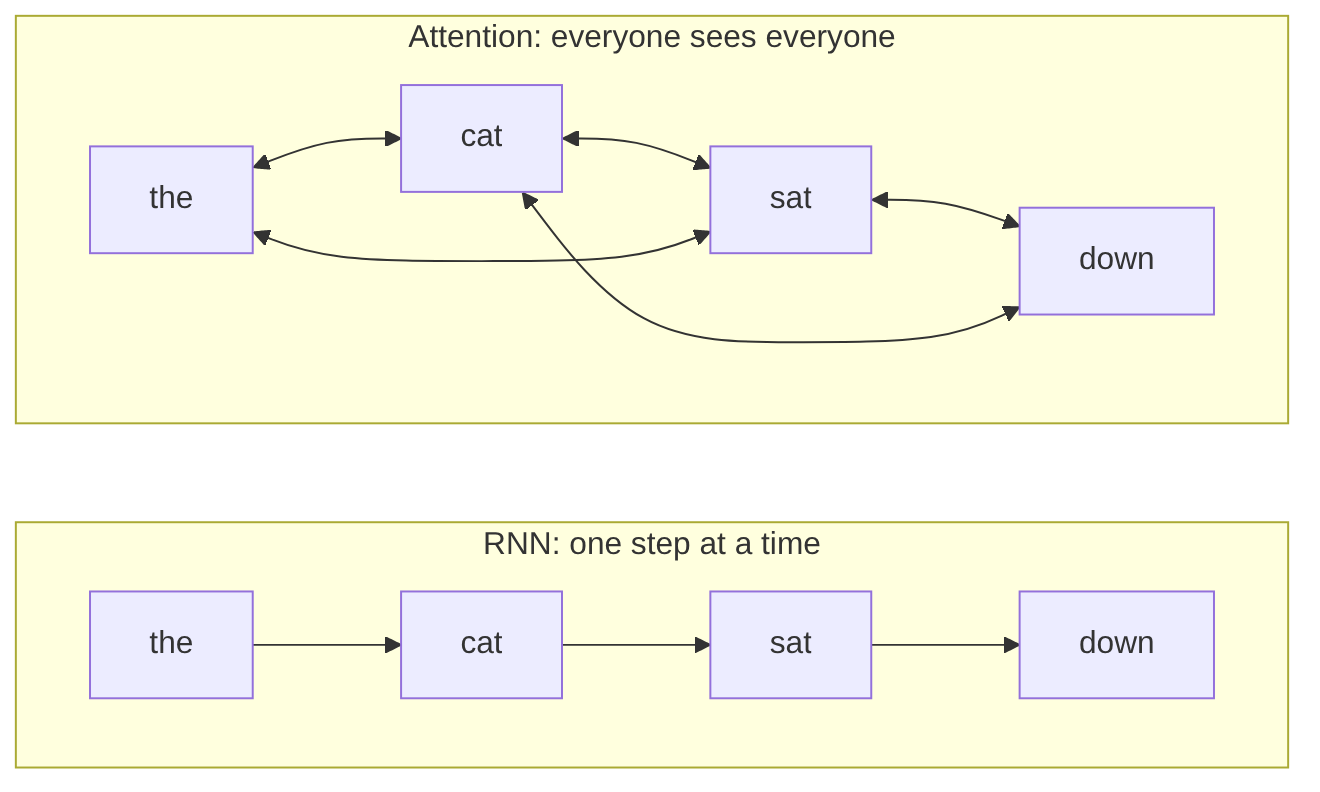 Attention: everyone sees everyone
the
cat
sat
down
RNN: one step at a time
the
cat
sat
down